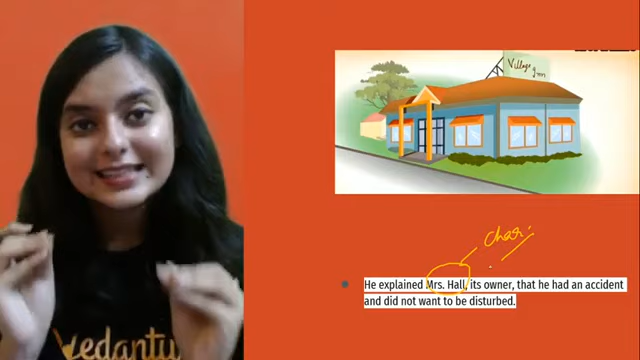 Village
Inn
char.
He explained Mrs. Hall, its owner, that he had an accident
and did not want to be disturbed.
Vedantu